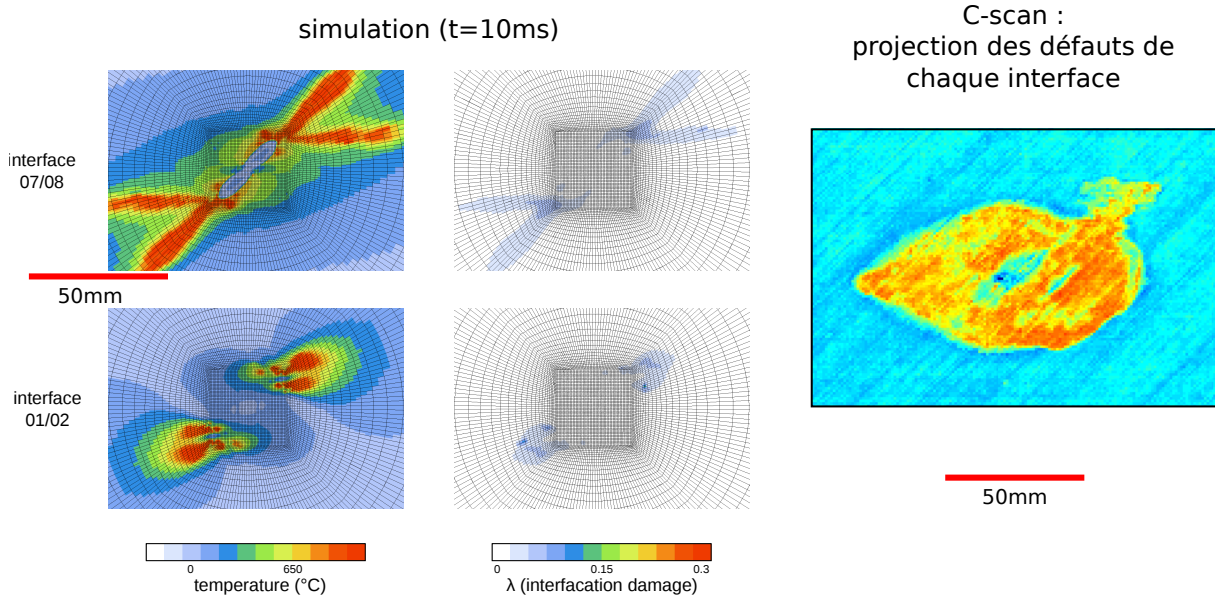 simulation (t=10ms)
C-scan :
projection des défauts de
chaque interface
interface
07/08
50mm
interface
01/02
50mm
0
650
temperature (°C)
0
0.15
0.3
λ (interfacation damage)